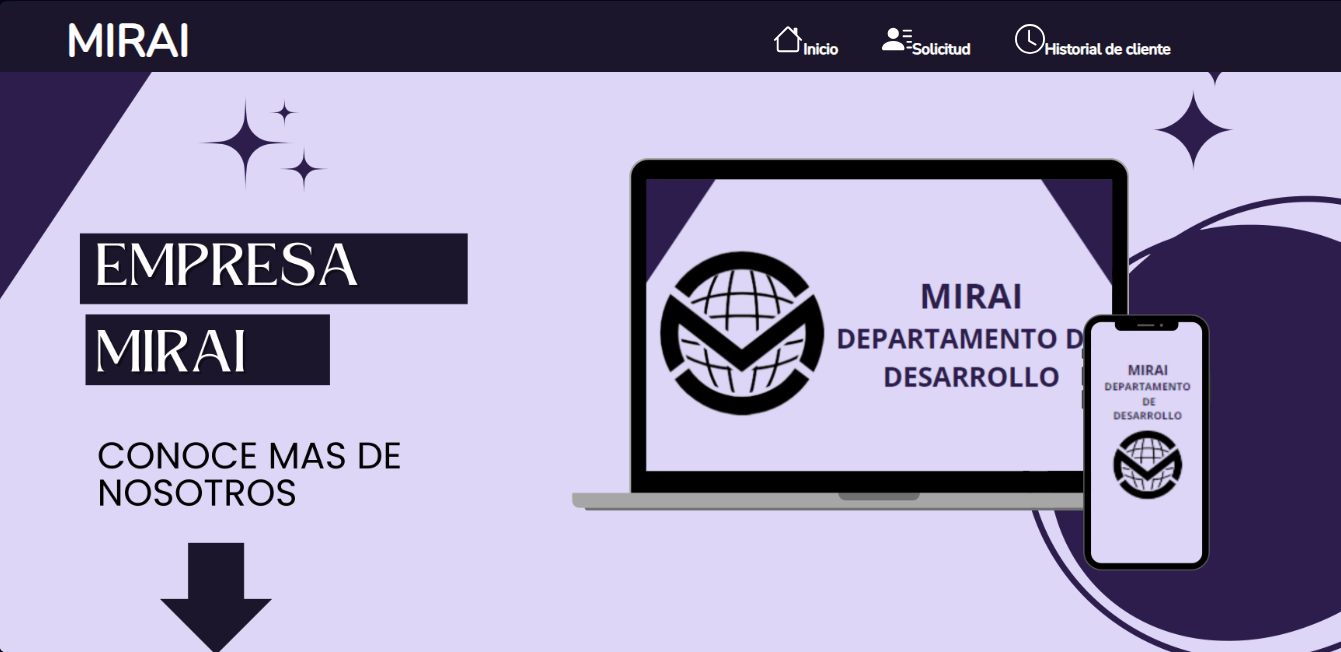 MIRAI
Inicio
Solicitud
Historial de cliente
EMPRESA
MIRAI
CONOCE MAS DE
NOSOTROS
MIRAI
DEPARTAMENTO D
DESARROLLO
MIRAI
DEPARTAMENTO
DE
DESARROLLO